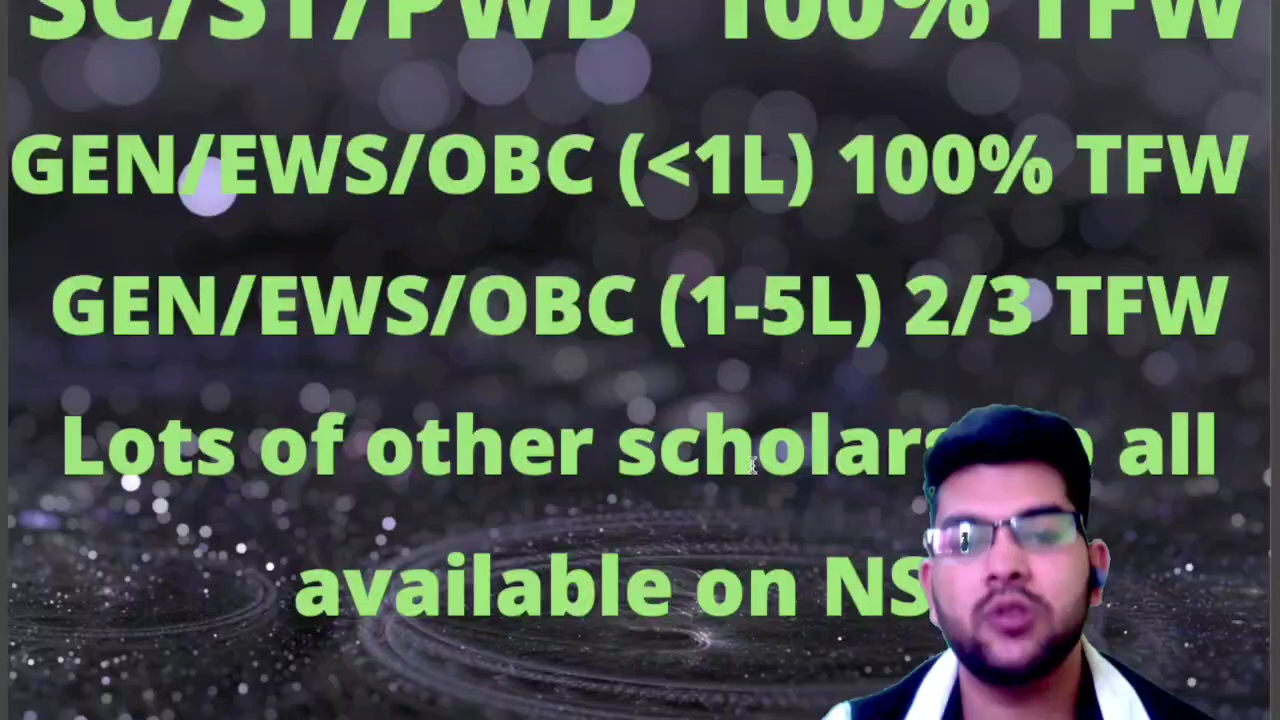 SC/ST/PWD 100% TFW
GEN/EWS/OBC (<1L) 100% TFW
GEN/EWS/OBC (1-5L) 2/3 TFW
Lots of other all
available on